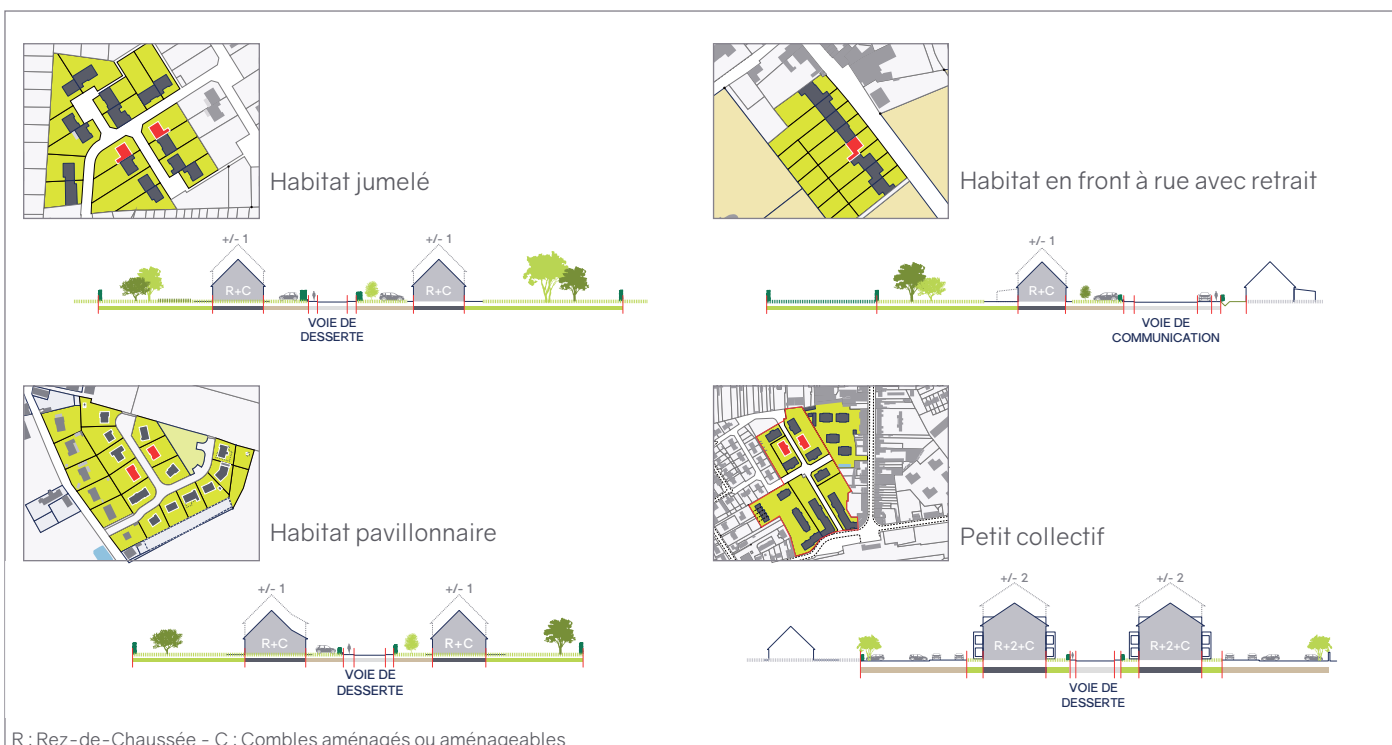 Habitat jumelé
+/- 1
+/- 1
R+C
R+C
VOIE DE
DESSERTE
Habitat en front à rue avec retrait
+/- 1
R+C
VOIE DE
COMMUNICATION
Habitat pavillonnaire
+/- 1
+/- 1
R+C
R+C
VOIE DE
DESSERTE
Petit collectif
+/- 2
+/- 2
R+2+C
R+2+C
VOIE DE
DESSERTE
R : Rez-de-Chaussée - C : Combles aménagés ou aménageables